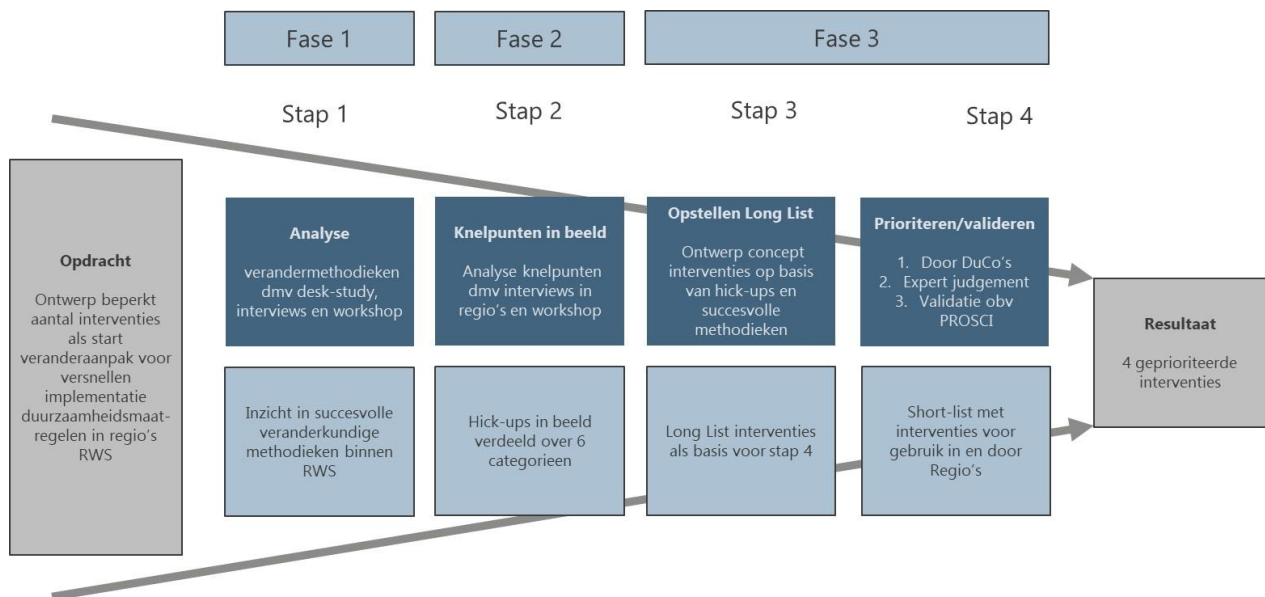 Fase 1
Fase 2
Fase 3
Stap 1
Stap 2
Stap 3
Stap 4
Opdracht
Ontwerp beperkt
aantal interventies
als start
veranderaanpak voor
versnellen
implementatie
duurzaamheidsmaat-
regelen in regio's
RWS
Analyse
verandermethodieken
dmv desk-study,
interviews en workshop
Knelpunten in beeld
Analyse knelpunten
dmv interviews in
regio's en workshop
Opstellen Long List
Ontwerp concept
interventies op basis
van hick-ups en
succesvolle
methodieken
Prioriteren/valideren
1. Door DuCo's
2. Expert judgement
3. Validatie obv
PROSCI
Inzicht in succesvolle
veranderkundige
methodieken binnen
RWS
Hick-ups in beeld
verdeeld over 6
categorieen
Long List interventies
als basis voor stap 4
Short-list met
interventies voor
gebruik in en door
Regio's
Resultaat
4 geprioriteerde
interventies